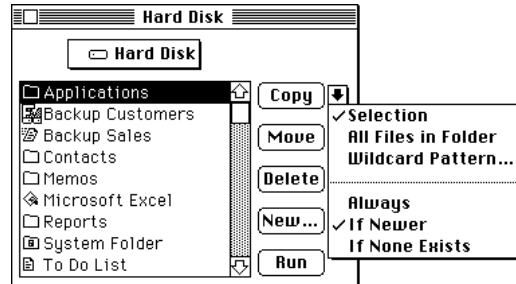 Hard Disk
Hard Disk
Applications
Backup Customers
Backup Sales
Contacts
Memos
Microsoft Excel
Reports
System Folder
To Do List
Copy
Move
Delete
New...
Run
Selection
All Files in Folder
Wildcard Pattern...
Always
If Newer
If None Exists